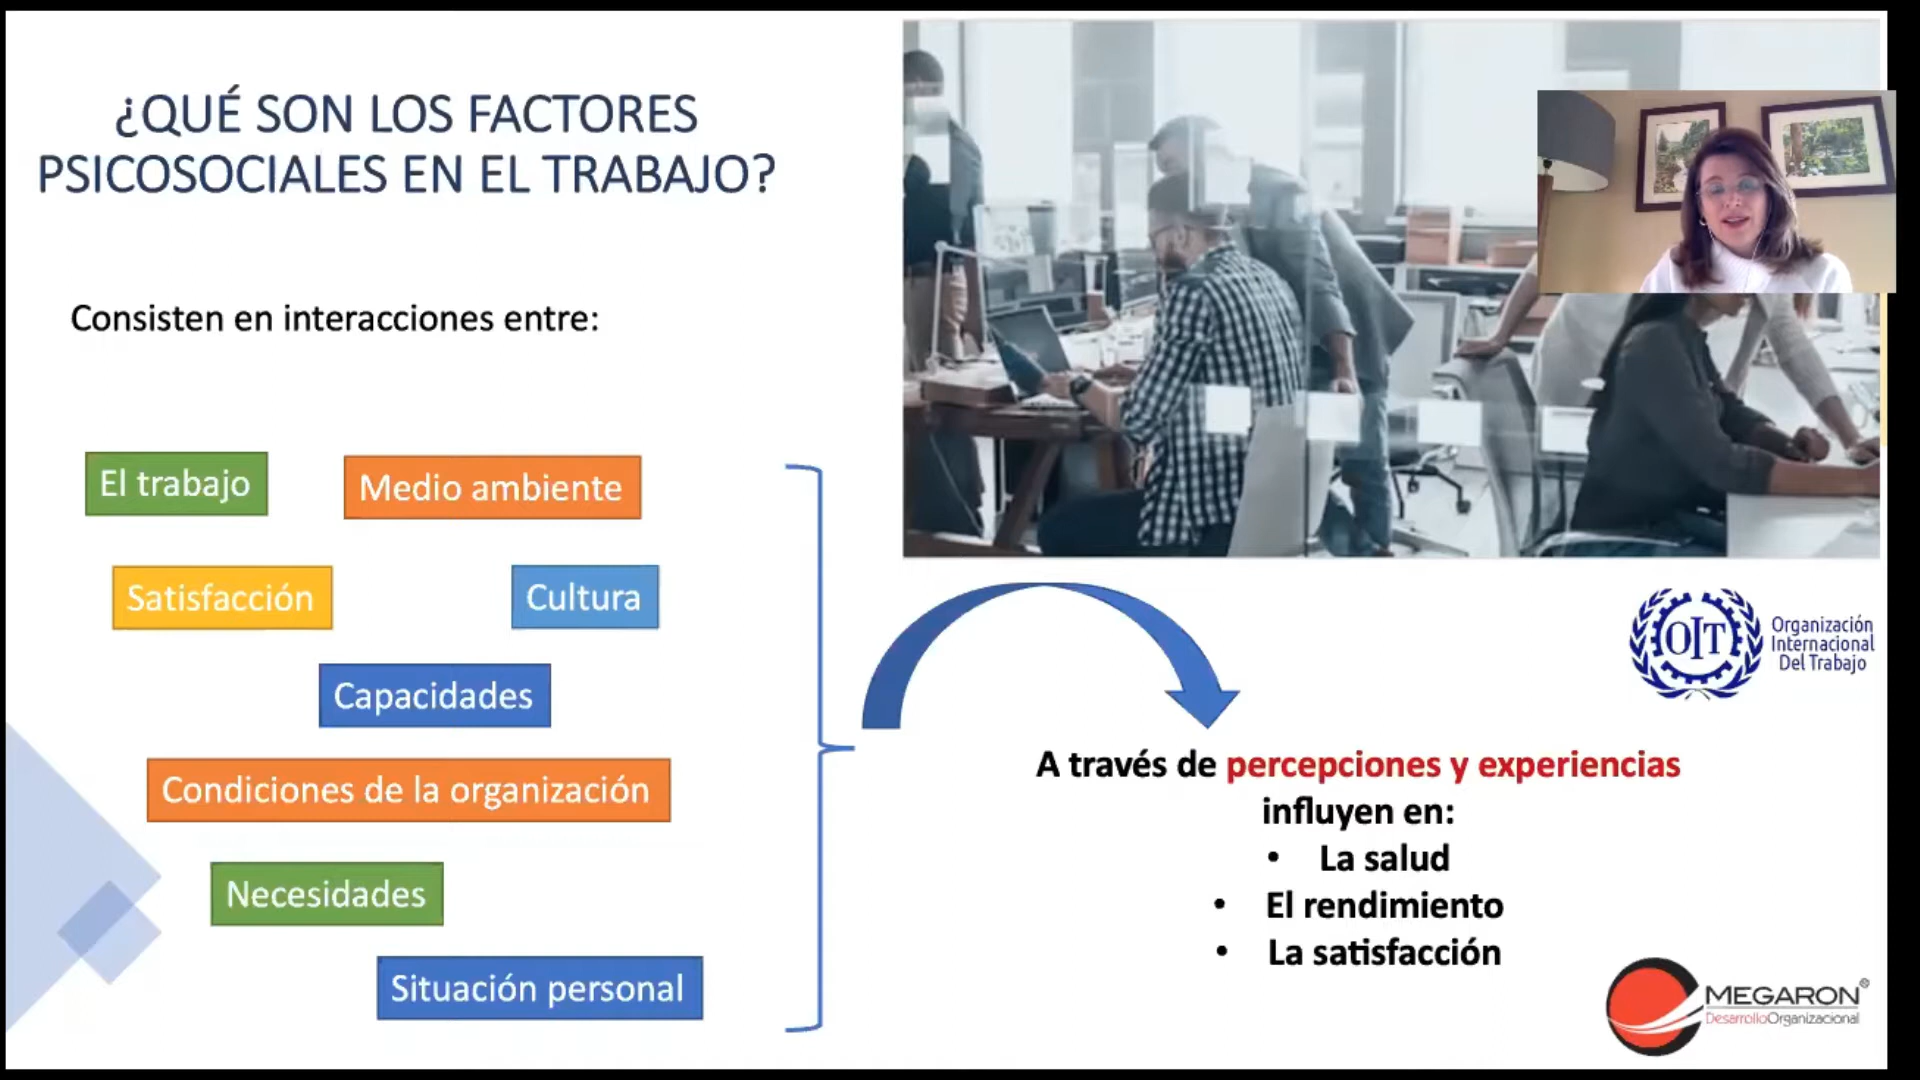 ¿QUÉ SON LOS FACTORES
PSICOSOCIALES EN EL TRABAJO?
Consisten en interacciones entre:
El trabajo
Medio ambiente
Satisfacción
Cultura
Capacidades
Condiciones de la organización
Necesidades
Situación personal
OIT
Organización
Internacional
Del Trabajo
A través de percepciones y experiencias
influyen en:
• La salud
• El rendimiento
• La satisfacción
MEGARON®
DesarrolloOrganizacional